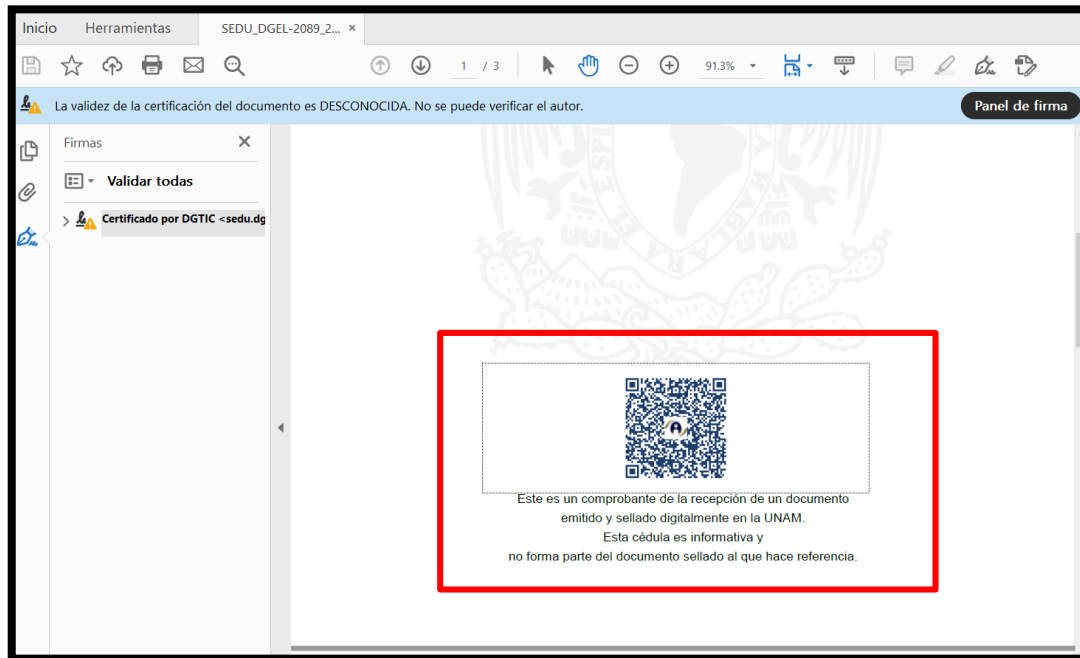 Inicio Herramientas SEDU_DGEL-2089_2... ×
1 / 3 91.3%
La validez de la certificación del documento es DESCONOCIDA. No se puede verificar el autor. Panel de firma
Firmas
Validar todas
Certificado por DGTIC <sedu.dg
Este es un comprobante de la recepción de un documento
emitido y sellado digitalmente en la UNAM.
Esta cédula es informativa y
no forma parte del documento sellado al que hace referencia.